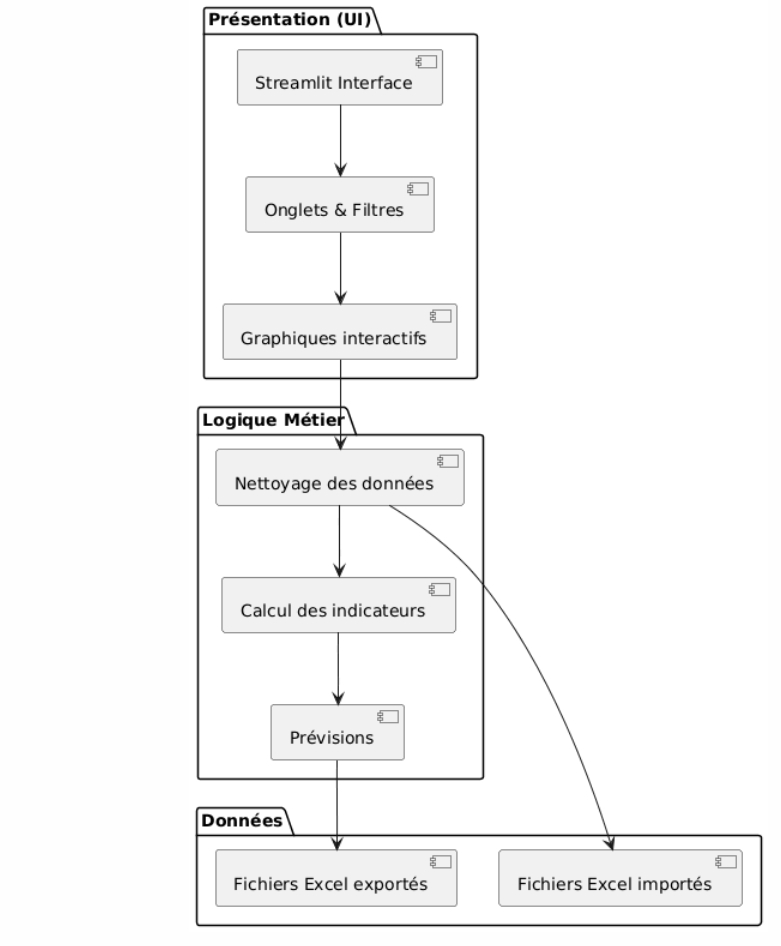 Présentation (UI)
Streamlit Interface
Onglets & Filtres
Graphiques interactifs
Logique Métier
Nettoyage des données
Calcul des indicateurs
Prévisions
Données
Fichiers Excel exportés
Fichiers Excel importés